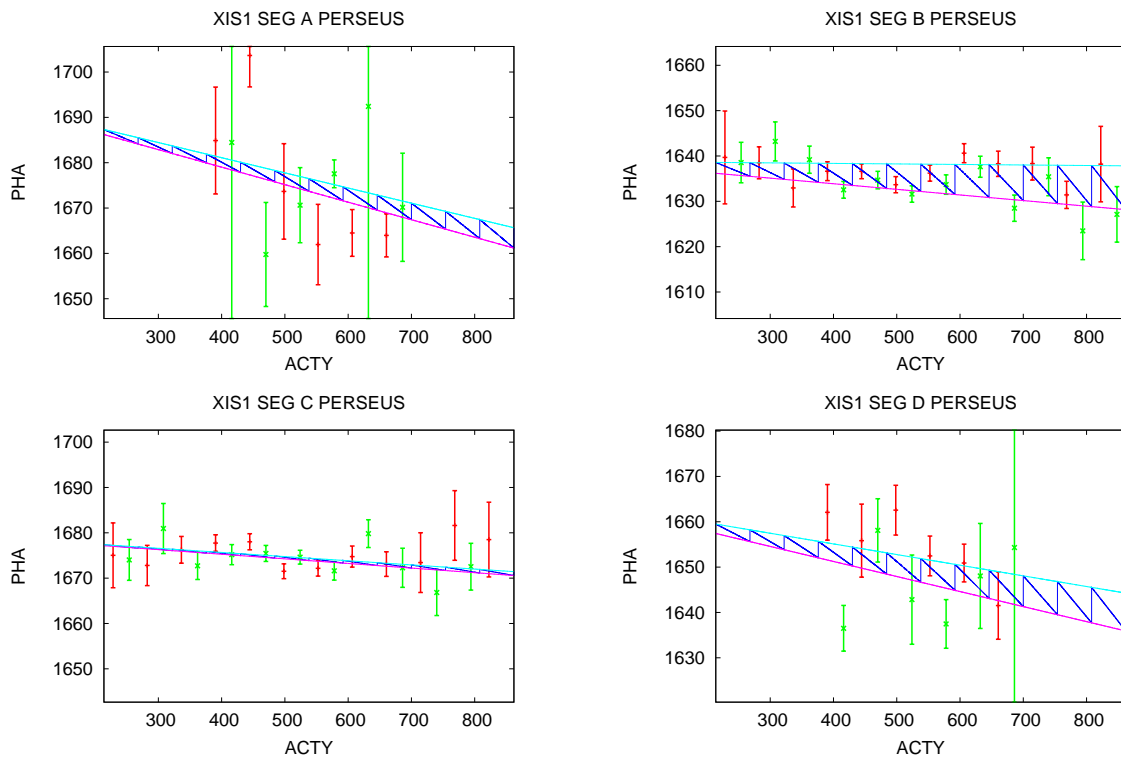 XIS1 SEG A PERSEUS
PHA
1700
1690
1680
1670
1660
1650
300 400 500 600 700 800
ACTY
XIS1 SEG B PERSEUS
PHA
1660
1650
1640
1630
1620
1610
300 400 500 600 700 800
ACTY
XIS1 SEG C PERSEUS
PHA
1700
1690
1680
1670
1660
1650
300 400 500 600 700 800
ACTY
XIS1 SEG D PERSEUS
PHA
1680
1670
1660
1650
1640
1630
300 400 500 600 700 800
ACTY